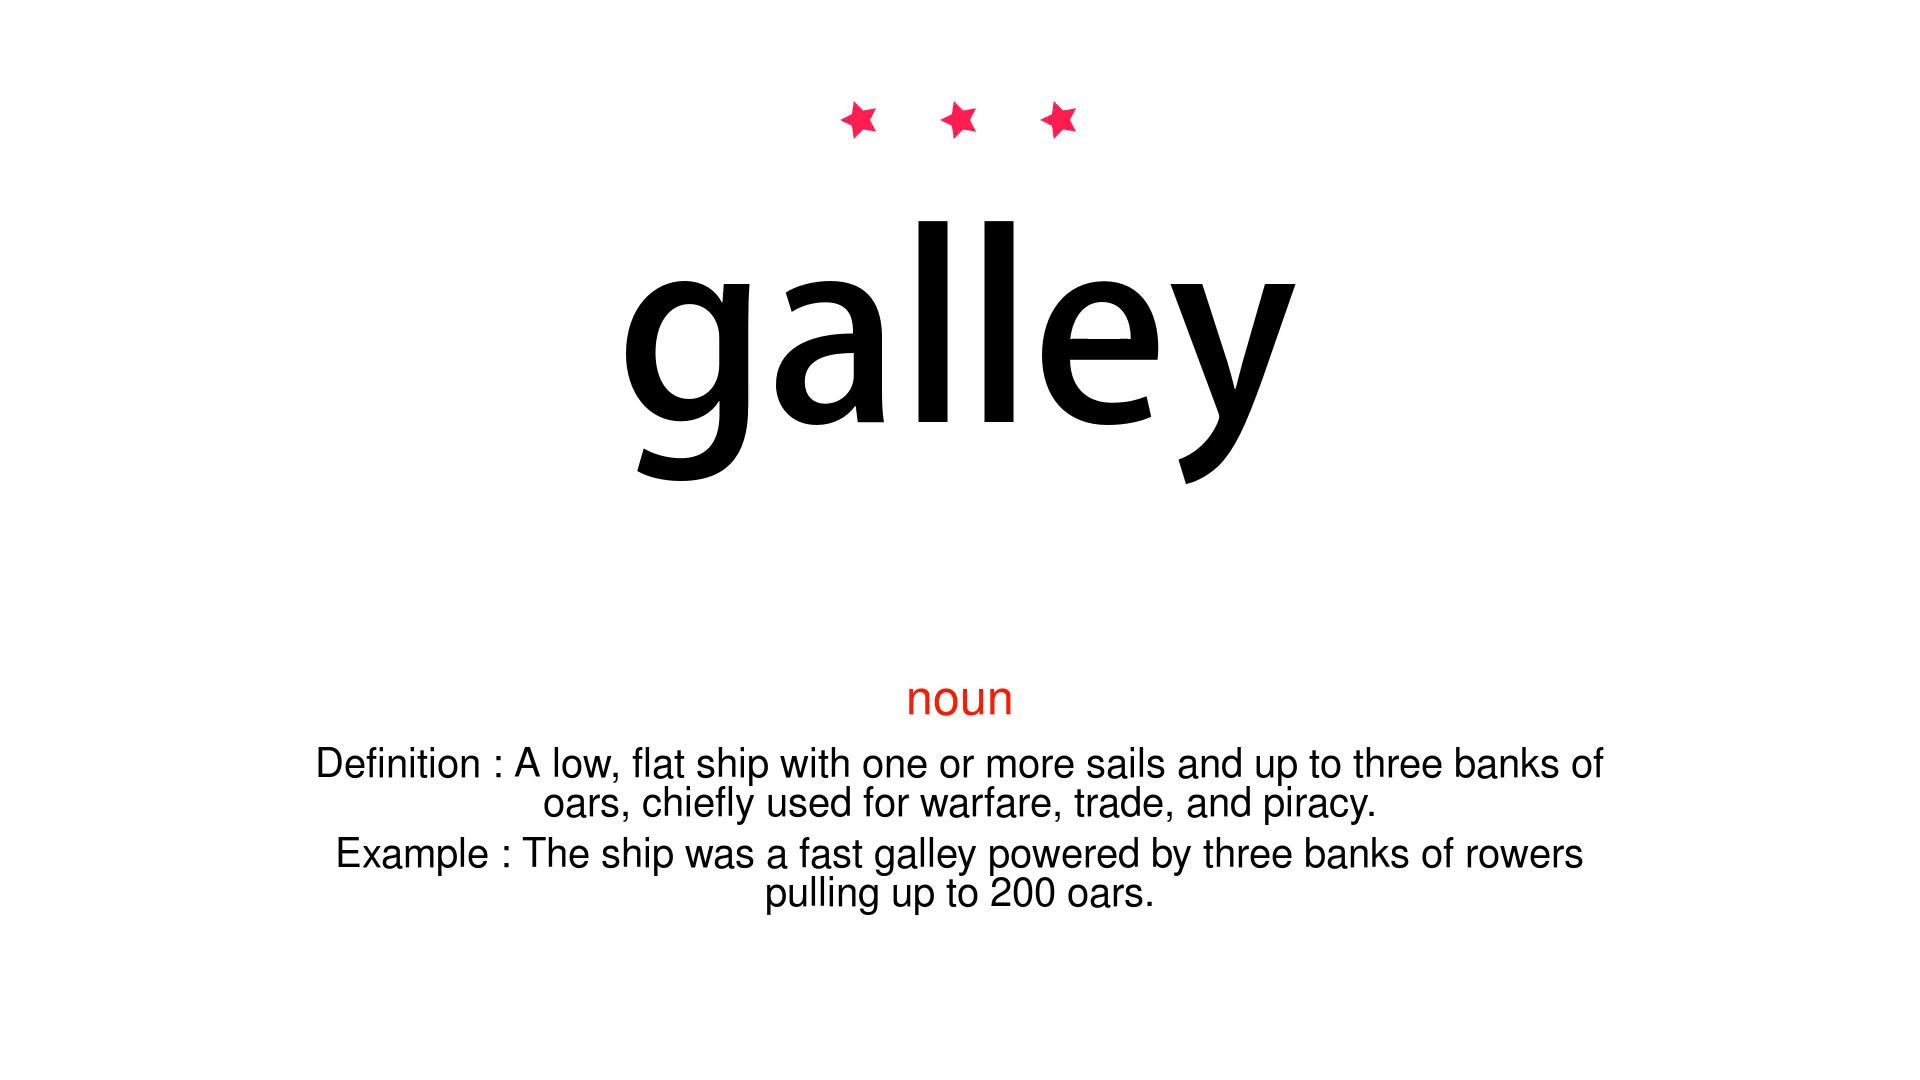 galley
noun
Definition : A low, flat ship with one or more sails and up to three banks of
oars, chiefly used for warfare, trade, and piracy.
Example : The ship was a fast galley powered by three banks of rowers
pulling up to 200 oars.